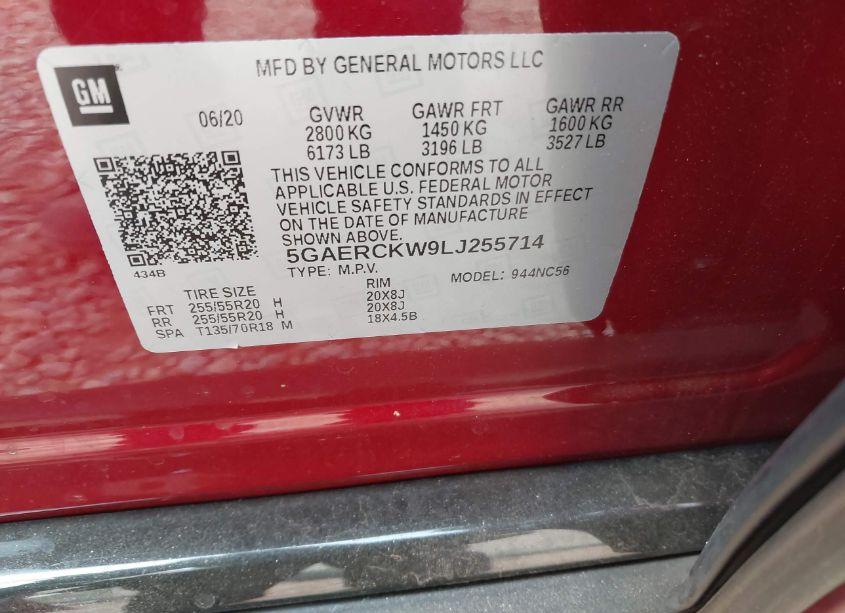 GM
MFD BY GENERAL MOTORS LLC
06/20 GVWR GAWR FRT GAWR RR
2800 KG 1450 KG 1600 KG
6173 LB 3196 LB 3527 LB
THIS VEHICLE CONFORMS TO ALL
APPLICABLE U.S. FEDERAL MOTOR
VEHICLE SAFETY STANDARDS IN EFFECT
ON THE DATE OF MANUFACTURE
SHOWN ABOVE.
434B
5GAERCKW9LJ255714
TYPE: M.P.V. MODEL: 944NC56
TIRE SIZE RIM
FRT 255/55R20 H 20X8J
RR 255/55R20 H 20X8J
SPA T135/70R18 M 18X4.5B